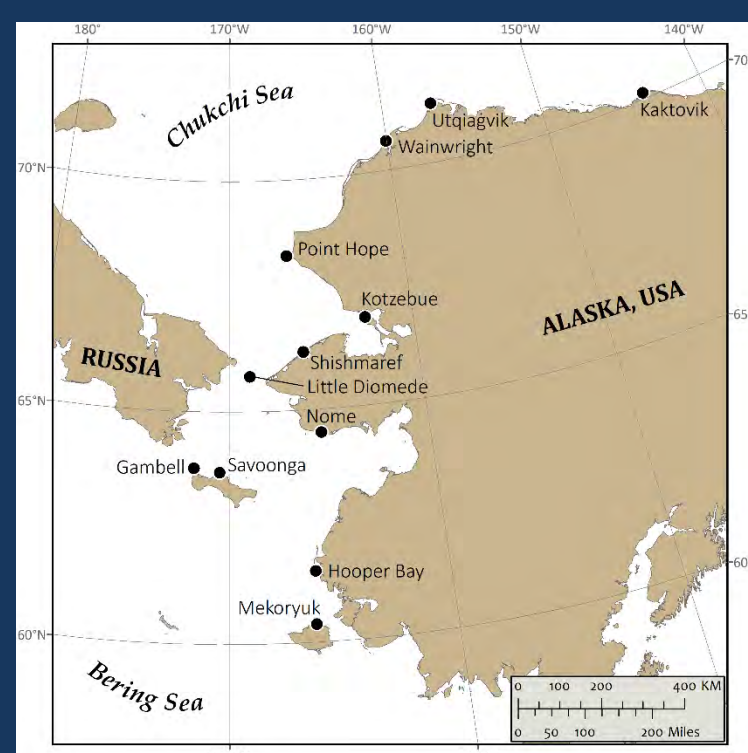 180°
170°W
160°W
150°W
140°W
70
Chukchi Sea
Utqiaġvik
Kaktovik
Wainwright
70°N
Point Hope
Kotzebue
ALASKA, USA
65
RUSSIA
Shishmaref
Little Diomede
65°N
Nome
Gambell
Savoonga
60
Hooper Bay
Mekoryuk
60°N
Bering Sea
0 100 200 400 KM
0 50 100 200 Miles